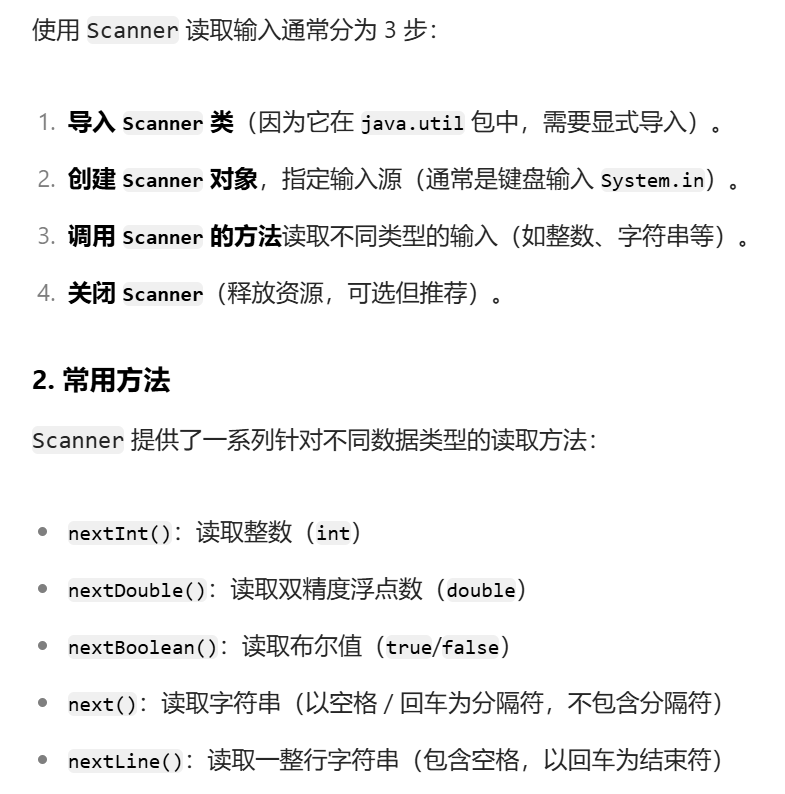 使用 Scanner 读取输入通常分为 3 步：
1. 导入 Scanner 类（因为它在 java.util 包中，需要显式导入）。
2. 创建 Scanner 对象，指定输入源（通常是键盘输入 System.in）。
3. 调用 Scanner 的方法读取不同类型的输入（如整数、字符串等）。
4. 关闭 Scanner（释放资源，可选但推荐）。
2. 常用方法
Scanner 提供了一系列针对不同数据类型的读取方法：
• nextInt()：读取整数（int）
• nextDouble()：读取双精度浮点数（double）
• nextBoolean()：读取布尔值（true/false）
• next()：读取字符串（以空格 / 回车为分隔符，不包含分隔符）
• nextLine()：读取一整行字符串（包含空格，以回车为结束符）